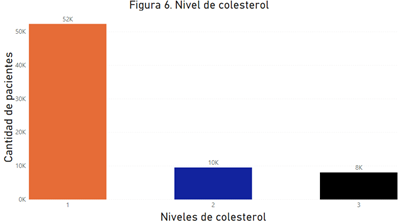 Figura 6. Nivel de colesterol
52K
50K
40K
30K
20K
10K
0K
10K
8K
1
2
3
Cantidad de pacientes
Niveles de colesterol